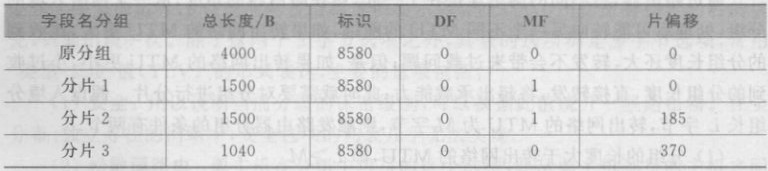 字段名分组 总长度/B 标识 DF MF 片偏移
原分组 4000 8580 0 0 0
分片 1 1500 8580 0 1 0
分片 2 1500 8580 0 1 185
分片 3 1040 8580 0 0 370